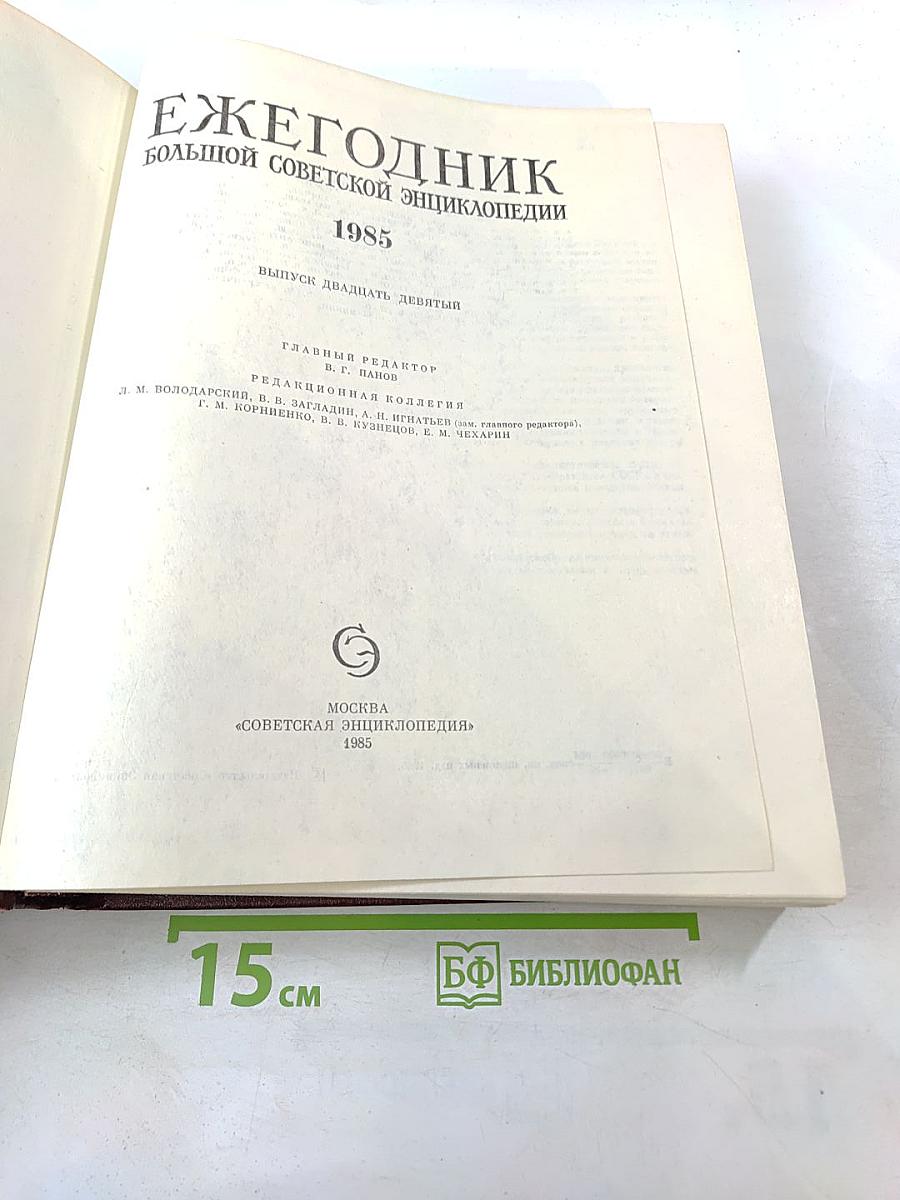 ЕЖЕГОДНИК
БОЛЬШОЙ СОВЕТСКОЙ ЭНЦИКЛОПЕДИИ
1985
ВЫПУСК ДВАДЦАТЬ ДЕВЯТЫЙ
ГЛАВНЫЙ РЕДАКТОР
В. Г. ПАНОВ
РЕДАКЦИОННАЯ КОЛЛЕГИЯ
Л. М. ВОЛОДАРСКИЙ, В. В. ЗАГЛАДИН, А. Н. ИГНАТЬЕВ (зам. главного редактора),
Г. М. КОРНИЕНКО, В. В. КУЗНЕЦОВ, Е. М. ЧЕХАРИН
СЭ
МОСКВА
«СОВЕТСКАЯ ЭНЦИКЛОПЕДИЯ»
1985
15 см
БФ БИБЛИОФАН